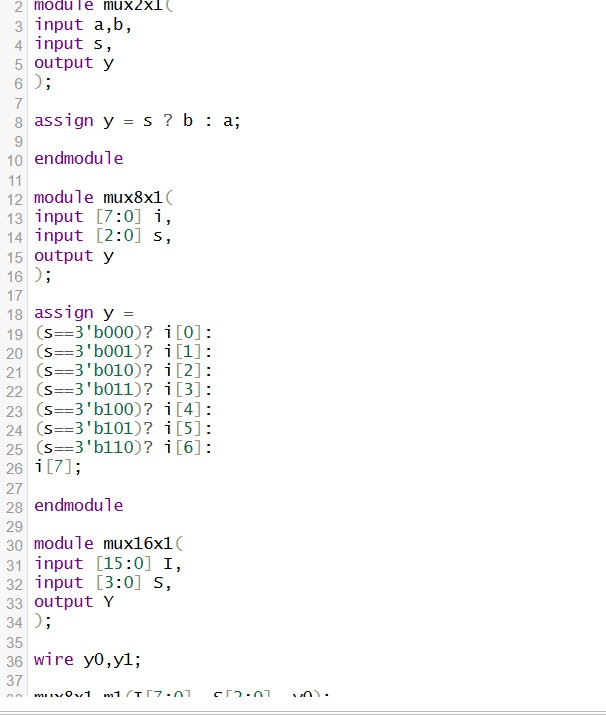 2 module mux2x1(
3 input a,b,
4 input s,
5 output y
6 );
7
8 assign y = s ? b : a;
9
10 endmodule
11
12 module mux8x1(
13 input [7:0] i,
14 input [2:0] s,
15 output y
16 );
17
18 assign y =
19 (s==3'b000)? i[0]:
20 (s==3'b001)? i[1]:
21 (s==3'b010)? i[2]:
22 (s==3'b011)? i[3]:
23 (s==3'b100)? i[4]:
24 (s==3'b101)? i[5]:
25 (s==3'b110)? i[6]:
26 i[7];
27
28 endmodule
29
30 module mux16x1(
31 input [15:0] I,
32 input [3:0] S,
33 output Y
34 );
35
36 wire y0,y1;
37
mux8x1 m1(I[7:0], S[2:0], y0);